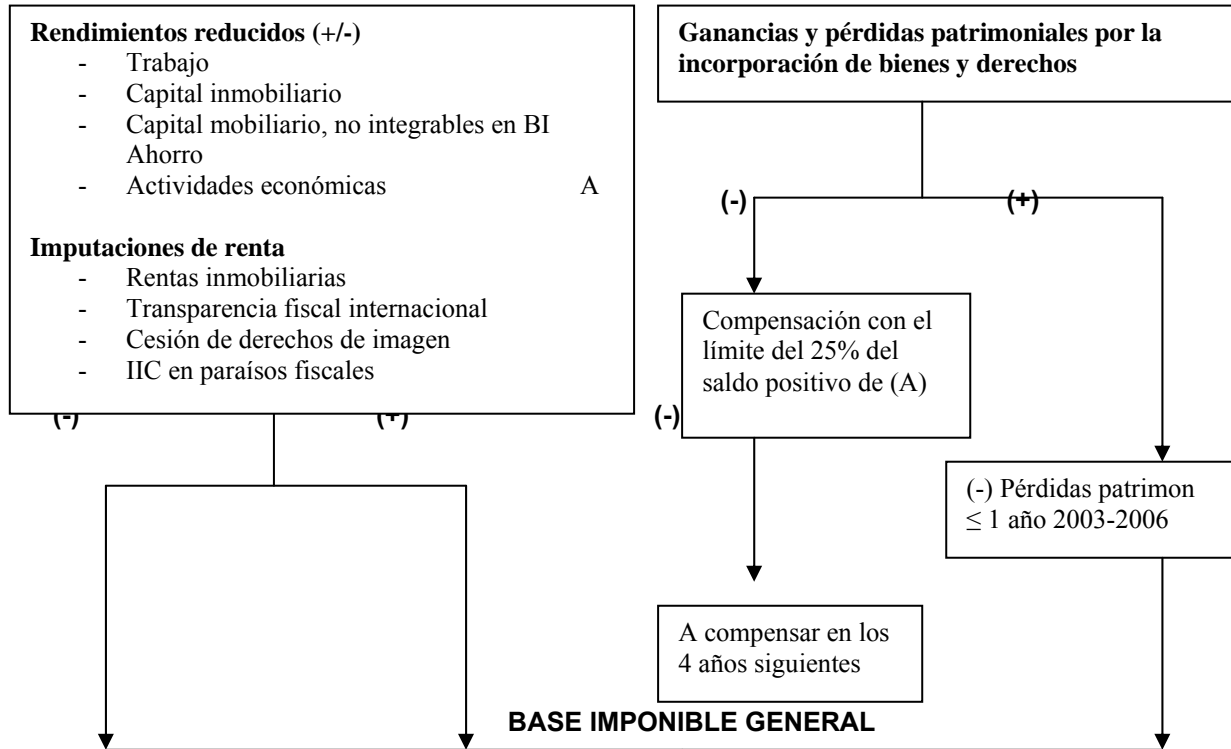 Rendimientos reducidos (+/-)
- Trabajo
- Capital inmobiliario
- Capital mobiliario, no integrables en BI
Ahorro
- Actividades económicas A
Imputaciones de renta
- Rentas inmobiliarias
- Transparencia fiscal internacional
- Cesión de derechos de imagen
- IIC en paraísos fiscales
(-) (+)
Ganancias y pérdidas patrimoniales por la
incorporación de bienes y derechos
(-) (+)
Compensación con el
límite del 25% del
saldo positivo de (A)
(-)
(-) Pérdidas patrimon
≤ 1 año 2003-2006
A compensar en los
4 años siguientes
BASE IMPONIBLE GENERAL